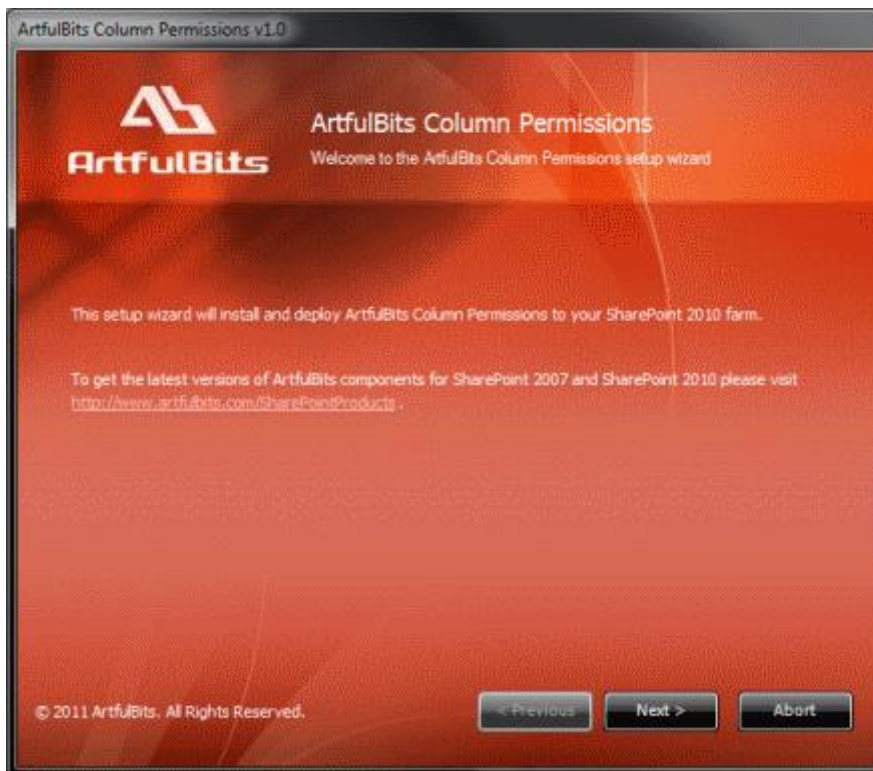 ArtfulBits Column Permissions v1.0
ArtfulBits
ArtfulBits Column Permissions
Welcome to the ArtfulBits Column Permissions setup wizard
This setup wizard will install and deploy ArtfulBits Column Permissions to your SharePoint 2010 farm.
To get the latest versions of ArtfulBits components for SharePoint 2007 and SharePoint 2010 please visit
http://www.artfulbits.com/SharePointProducts .
© 2011 ArtfulBits. All Rights Reserved.
< Previous
Next >
Abort